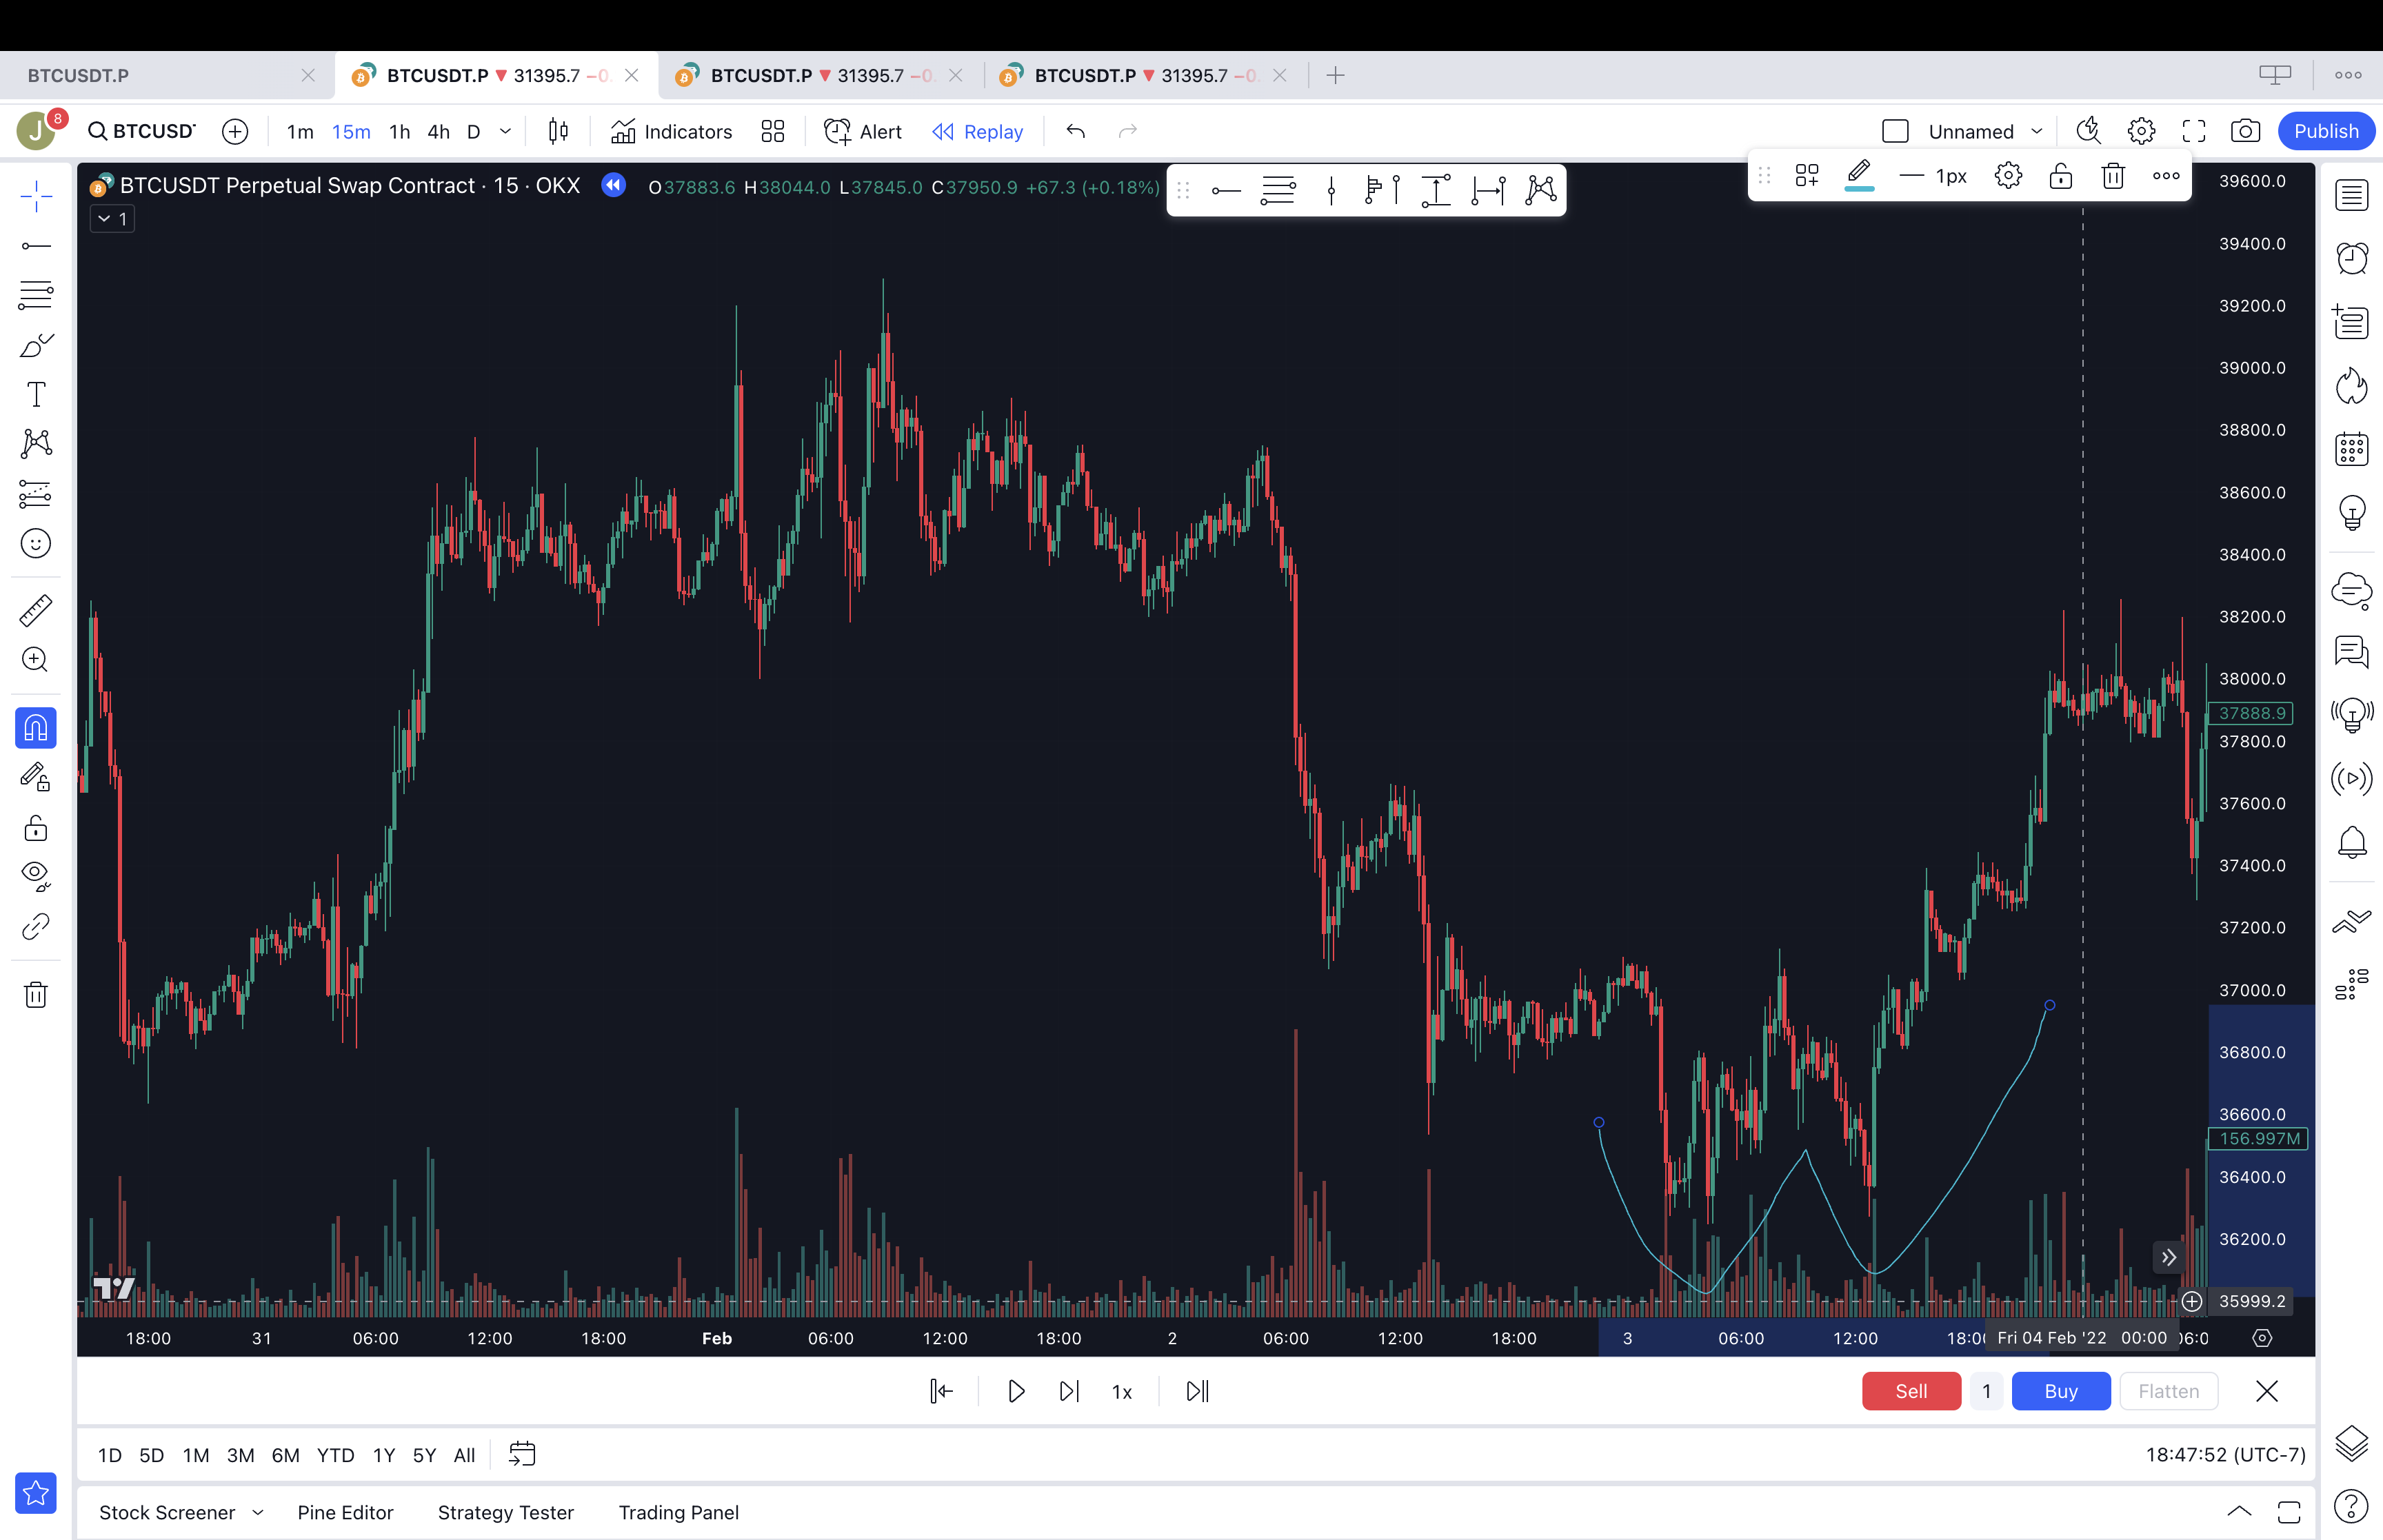 BTCUSDT.P
BTCUSDT.P ▼ 31395.7 −0.
BTCUSDT.P ▼ 31395.7 −0.
BTCUSDT.P ▼ 31395.7 −0.
J 8 BTCUSD 1m 15m 1h 4h D Indicators Alert Replay Unnamed Publish
BTCUSDT Perpetual Swap Contract · 15 · OKX O37883.6 H38044.0 L37845.0 C37950.9 +67.3 (+0.18%)
1px
1
39600.0
39400.0
39200.0
39000.0
38800.0
38600.0
38400.0
38200.0
38000.0
37888.9
37800.0
37600.0
37400.0
37200.0
37000.0
36800.0
36600.0
156.997M
36400.0
36200.0
35999.2
18:00 31 06:00 12:00 18:00 Feb 06:00 12:00 18:00 2 06:00 12:00 18:00 3 06:00 12:00 18:0 Fri 04 Feb '22 00:00 06:0
1x Sell 1 Buy Flatten
1D 5D 1M 3M 6M YTD 1Y 5Y All 18:47:52 (UTC-7)
Stock Screener Pine Editor Strategy Tester Trading Panel